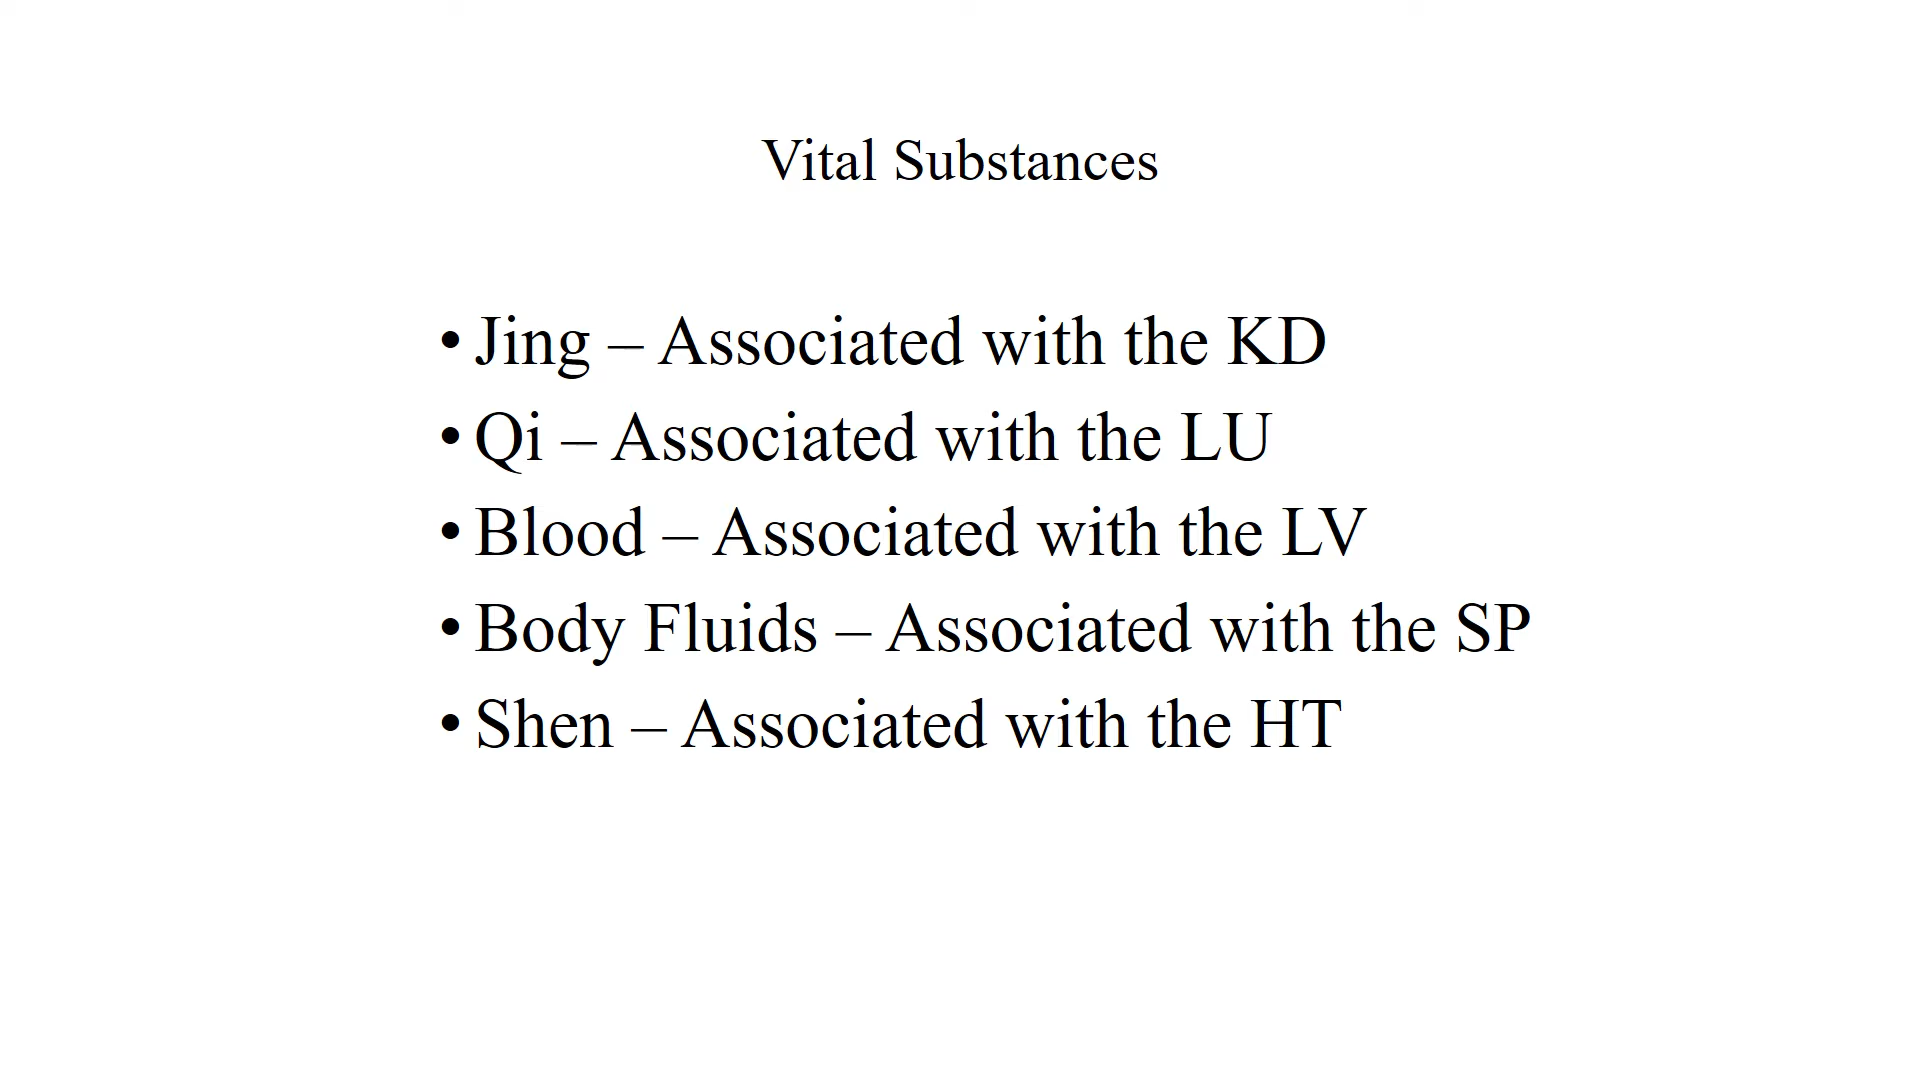 Vital Substances
• Jing – Associated with the KD
• Qi – Associated with the LU
• Blood – Associated with the LV
• Body Fluids – Associated with the SP
• Shen – Associated with the HT